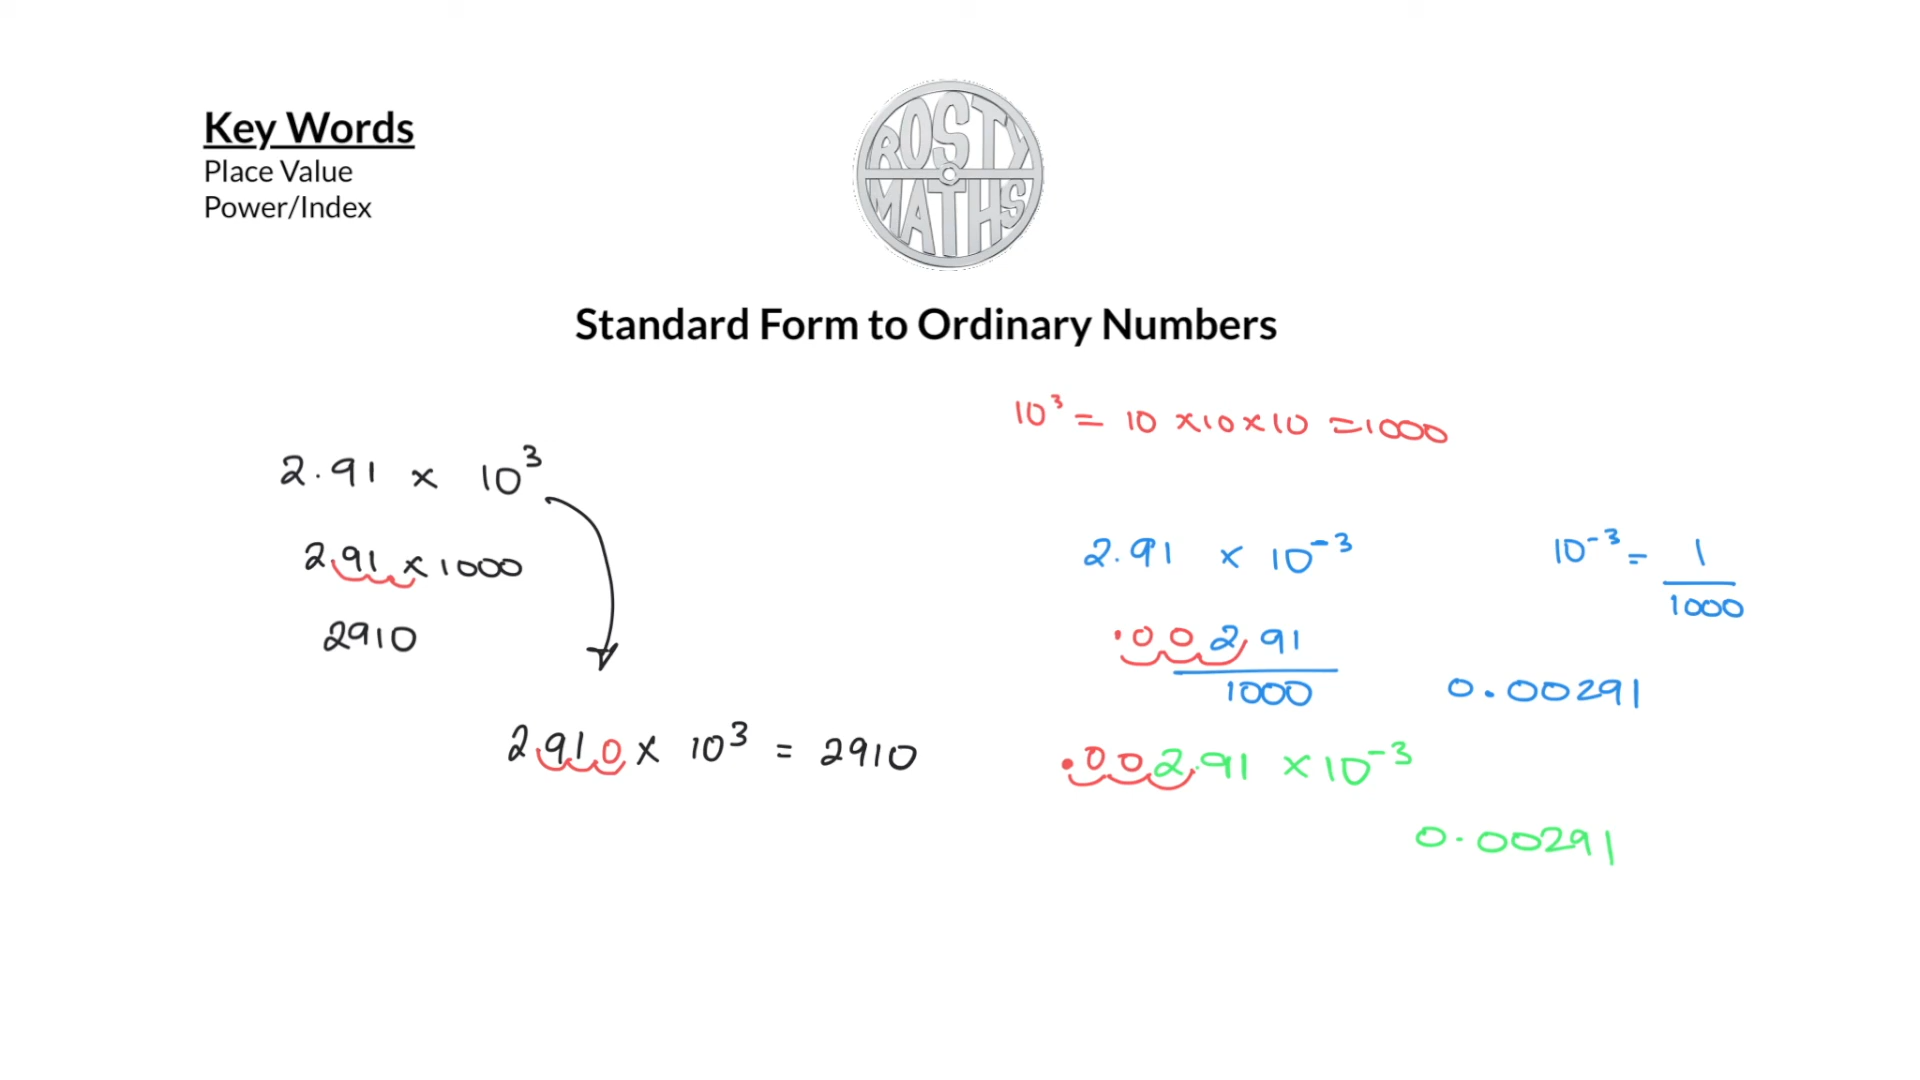 Key Words
Place Value
Power/Index
ROSTY
MATHS
Standard Form to Ordinary Numbers
10³ = 10 × 10 × 10 = 1000
2.91 × 10³
2.91 × 1000
2910
2.910 × 10³ = 2910
2.91 × 10⁻³
10⁻³ = 1/1000
.002.91
1000
0.00291
.002.91 × 10⁻³
0.00291